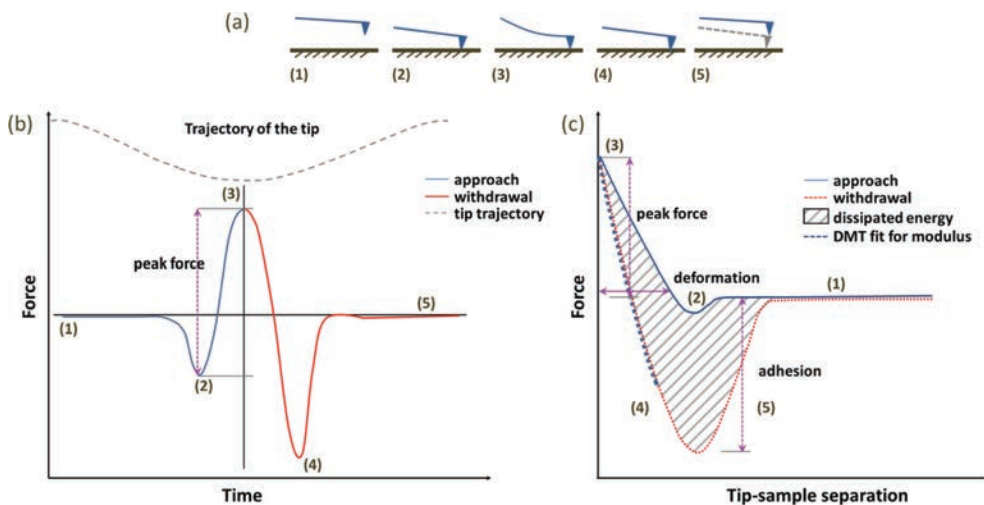 (a)
(1)
(2)
(3)
(4)
(5)
(b)
Trajectory of the tip
approach
withdrawal
tip trajectory
(3)
peak force
(1)
(5)
(2)
(4)
Force
Time
(c)
(3)
approach
withdrawal
dissipated energy
DMT fit for modulus
peak force
deformation
(1)
(2)
adhesion
(4)
(5)
Force
Tip-sample separation